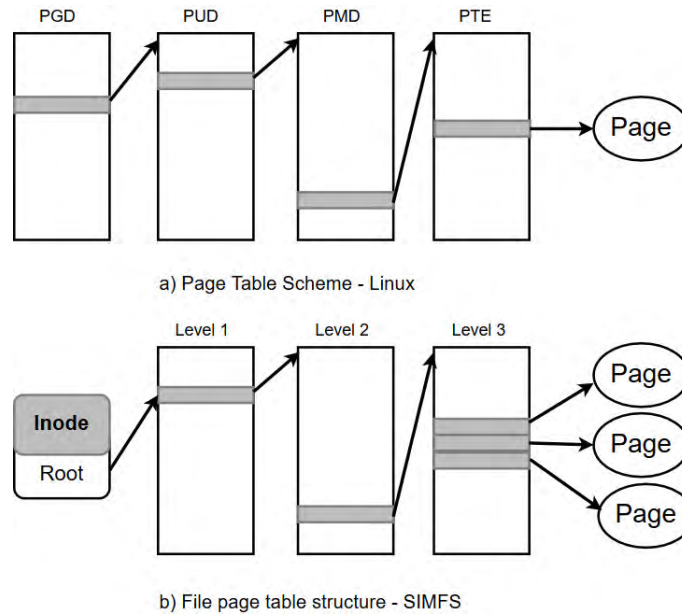 PGD PUD PMD PTE
Page
a) Page Table Scheme - Linux
Level 1 Level 2 Level 3
Page
Inode
Root
Page
Page
b) File page table structure - SIMFS